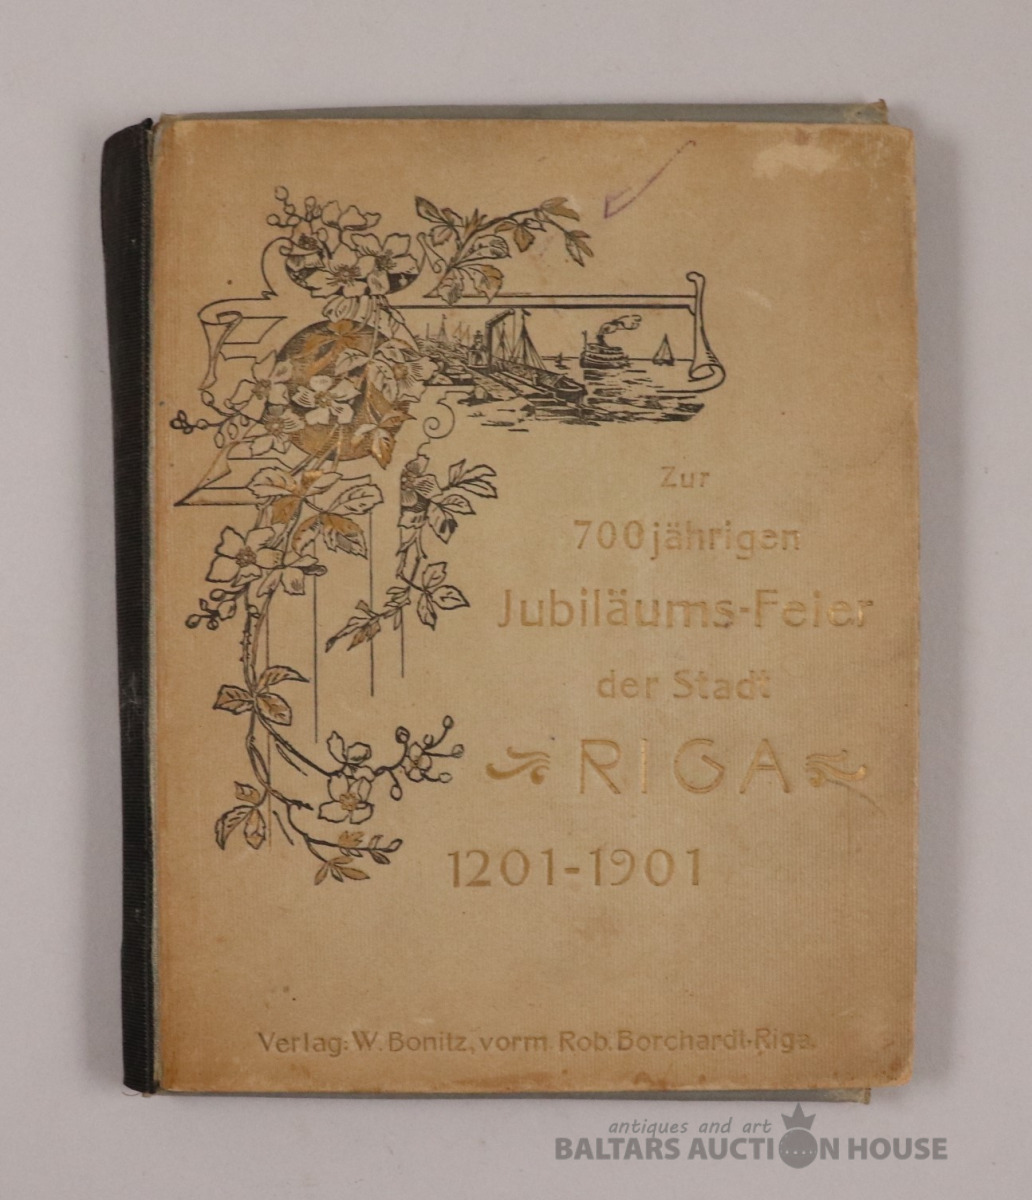 Zur
700jährigen
Jubiläums-Feier
der Stadt
RIGA
1201-1901
Verlag: W. Bonitz, vorm. Rob. Borchardt-Riga.
antiques and art
BALTARS AUCTION HOUSE